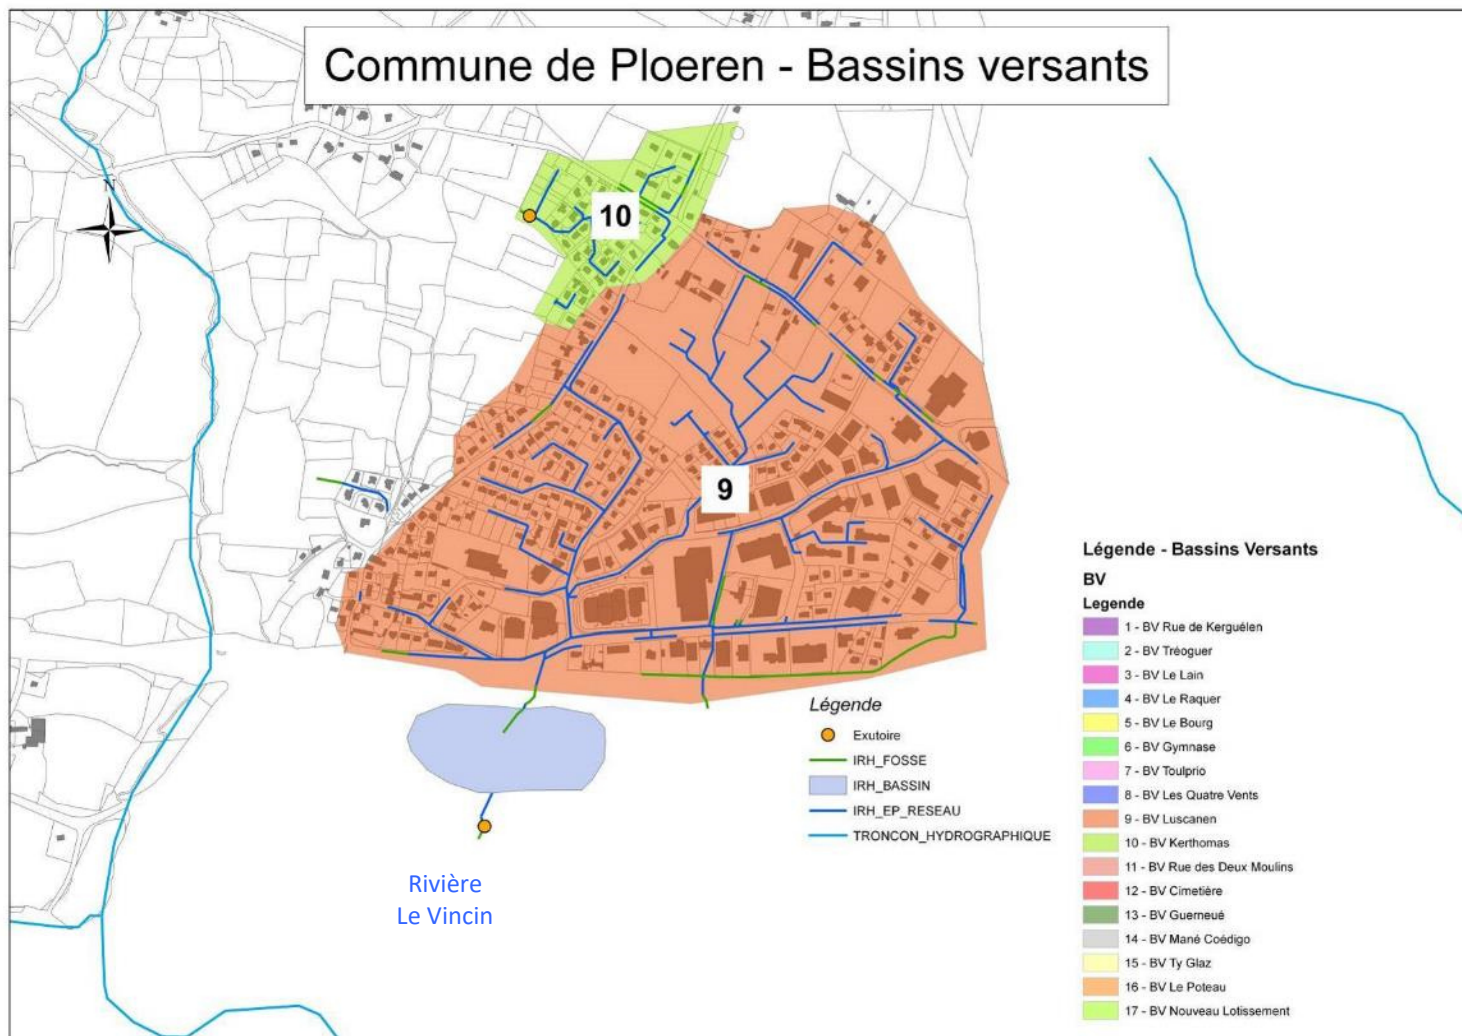 Commune de Ploeren - Bassins versants
N
10
9
Légende - Bassins Versants
BV
Legende
1 - BV Rue de Kerguélen
2 - BV Tréoguer
3 - BV Le Lain
4 - BV Le Raquer
5 - BV Le Bourg
6 - BV Gymnase
7 - BV Toulprio
8 - BV Les Quatre Vents
9 - BV Luscanen
10 - BV Kerthomas
11 - BV Rue des Deux Moulins
12 - BV Cimetière
13 - BV Guerneué
14 - BV Mané Coëdigo
15 - BV Ty Glaz
16 - BV Le Poteau
17 - BV Nouveau Lotissement
Légende
Exutoire
IRH_FOSSE
IRH_BASSIN
IRH_EP_RESEAU
TRONCON_HYDROGRAPHIQUE
Rivière
Le Vincin